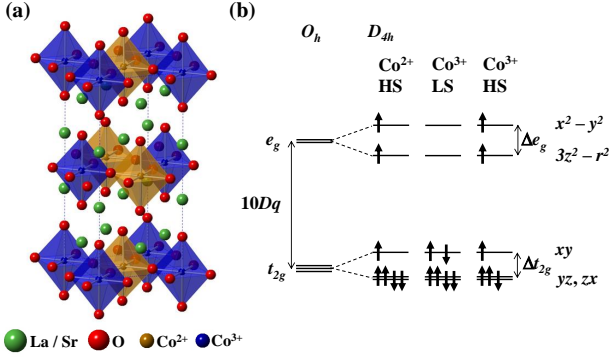 (a)
La / Sr O Co²⁺ Co³⁺
(b)
O_h D_4h
Co²⁺ Co³⁺ Co³⁺
HS LS HS
x² – y²
e_g Δe_g
3z² – r²
10Dq
xy
t_2g Δt_2g
yz, zx